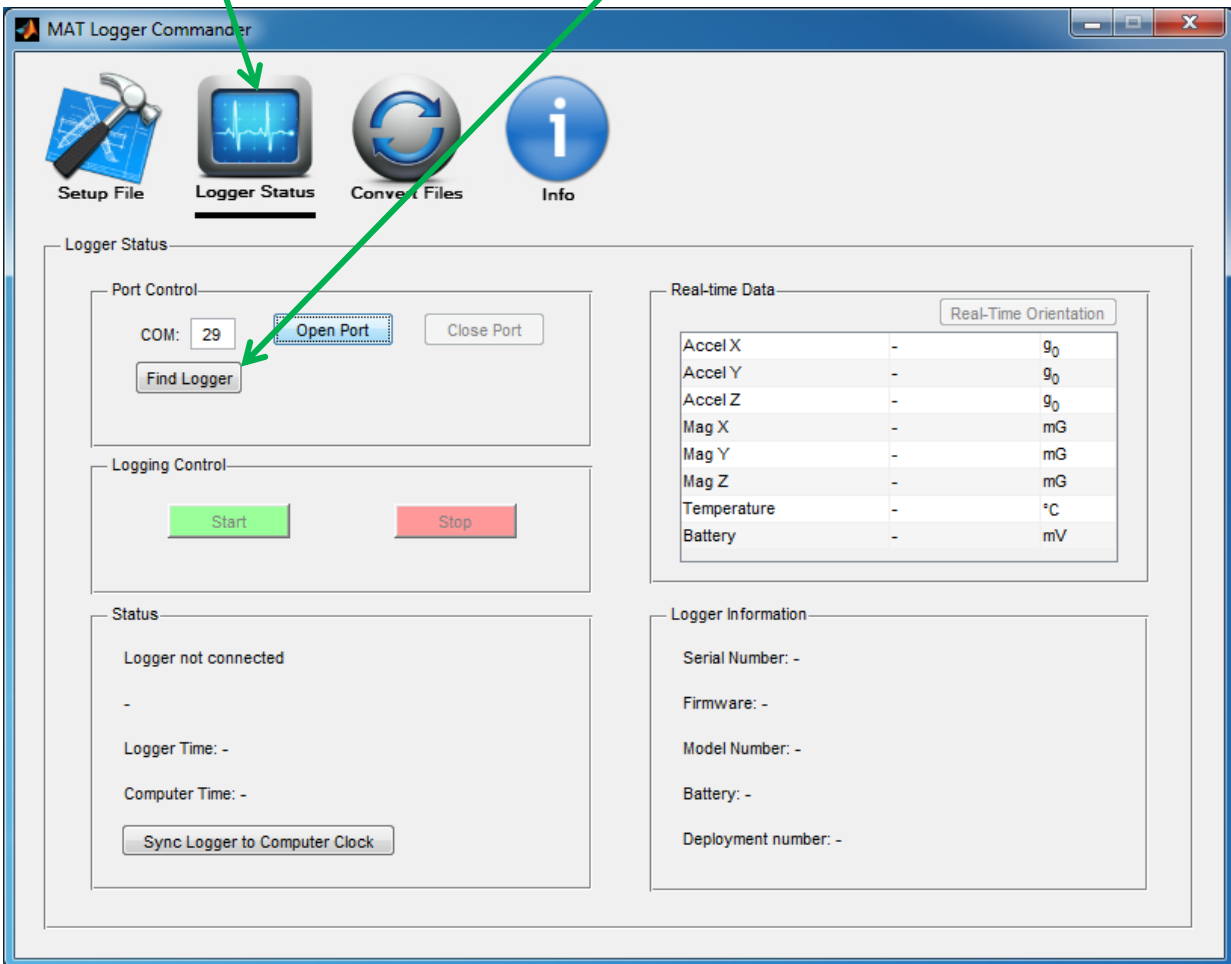 MAT Logger Commander
Setup File
Logger Status
Convert Files
Info
Logger Status
Port Control
COM: 29
Open Port
Close Port
Find Logger
Logging Control
Start
Stop
Status
Logger not connected
-
Logger Time: -
Computer Time: -
Sync Logger to Computer Clock
Real-time Data
Real-Time Orientation
Accel X - g₀
Accel Y - g₀
Accel Z - g₀
Mag X - mG
Mag Y - mG
Mag Z - mG
Temperature - °C
Battery - mV
Logger Information
Serial Number: -
Firmware: -
Model Number: -
Battery: -
Deployment number: -